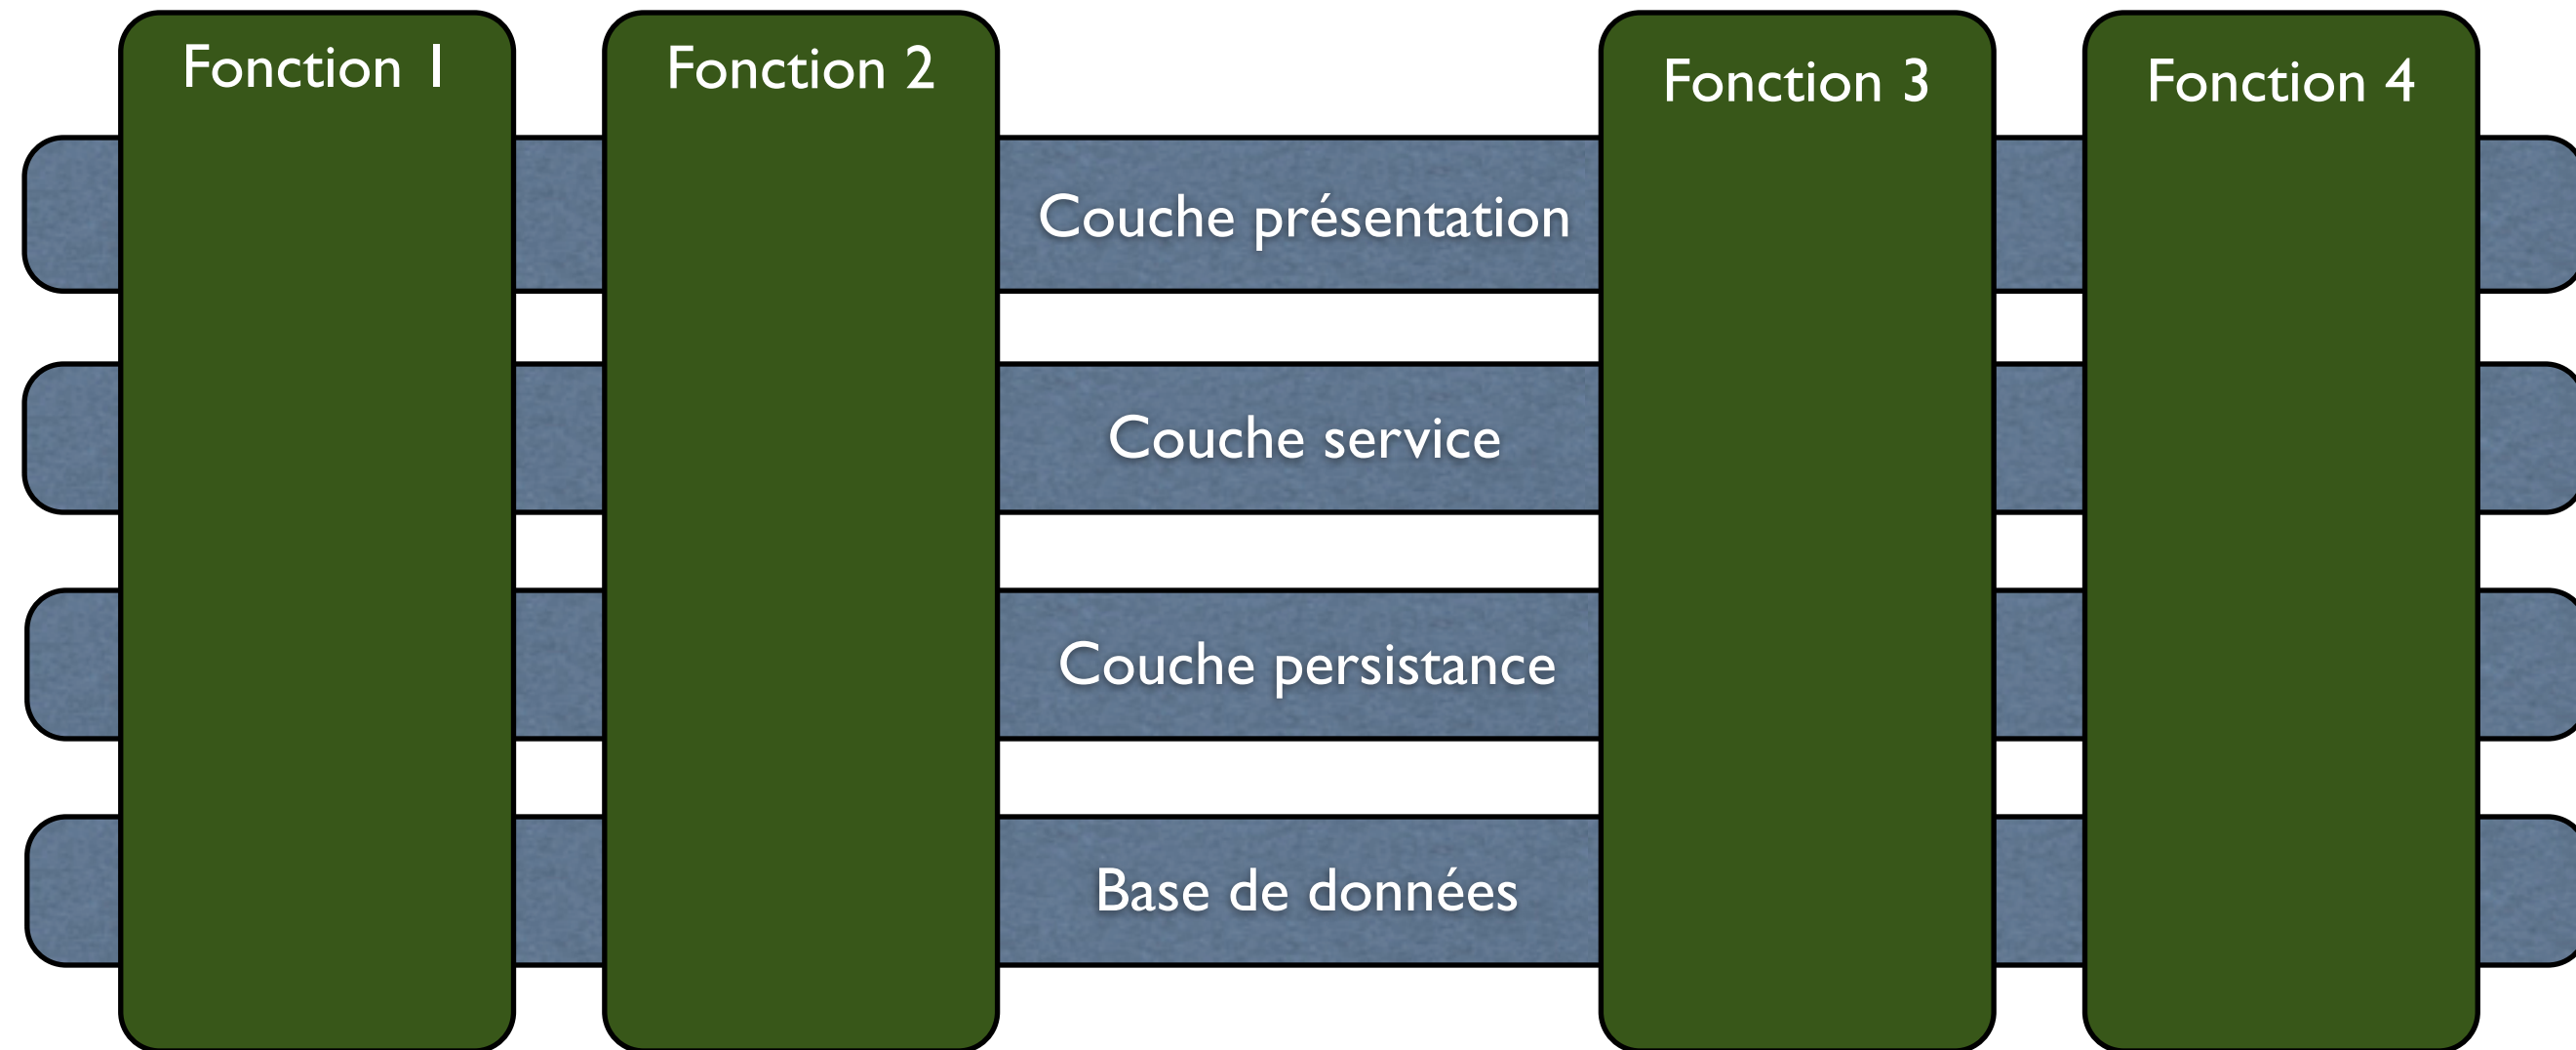 Fonction 1
Fonction 2
Fonction 3
Fonction 4
Couche présentation
Couche service
Couche persistance
Base de données